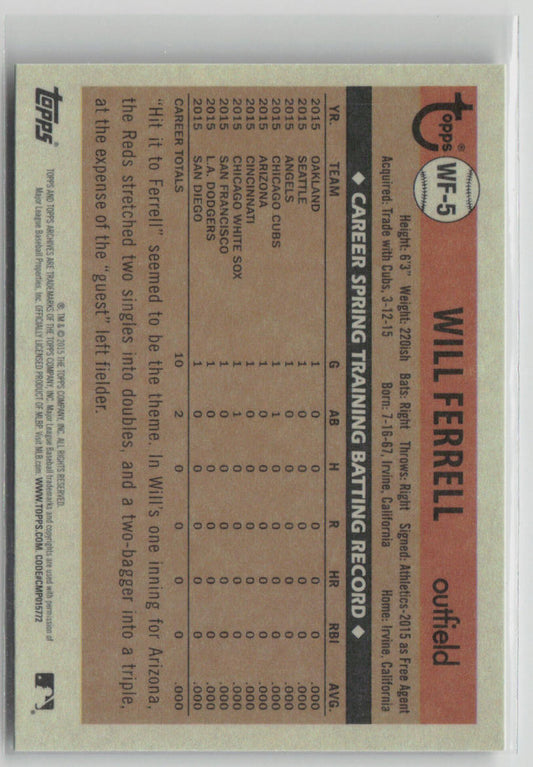 topps®
WF-5
WILL FERRELL
outfield
Height: 6'3" Weight: 220ish Bats: Right Throws: Right Signed: Athletics-2015 as Free Agent
Acquired: Trade with Cubs, 3-12-15 Born: 7-16-67, Irvine, California Home: Irvine, California
◆ CAREER SPRING TRAINING BATTING RECORD ◆
YR. TEAM G AB H R HR RBI AVG.
2015 OAKLAND 1 0 0 0 0 0 .000
2015 SEATTLE 1 0 0 0 0 0 .000
2015 ANGELS 1 0 0 0 0 0 .000
2015 CHICAGO CUBS 1 1 0 0 0 0 .000
2015 ARIZONA 1 0 0 0 0 0 .000
2015 CINCINNATI 1 0 0 0 0 0 .000
2015 CHICAGO WHITE SOX 1 1 0 0 0 0 .000
2015 SAN FRANCISCO 1 0 0 0 0 0 .000
2015 L.A. DODGERS 1 0 0 0 0 0 .000
2015 SAN DIEGO 1 0 0 0 0 0 .000
CAREER TOTALS 10 2 0 0 0 0 .000
"Hit it to Ferrell" seemed to be the theme. In Will's one inning for Arizona,
the Reds stretched two singles into doubles, and a two-bagger into a triple,
at the expense of the "guest" left fielder.
topps®
®, TM & © 2015 THE TOPPS COMPANY, INC. ALL RIGHTS RESERVED.
TOPPS AND TOPPS ARCHIVES ARE TRADEMARKS OF THE TOPPS COMPANY, INC. Major League Baseball trademarks and copyrights are used with permission of
Major League Baseball Properties, Inc. OFFICIALLY LICENSED PRODUCT OF MLBP. Visit MLB.com WWW.TOPPS.COM. CODE#CMP015772